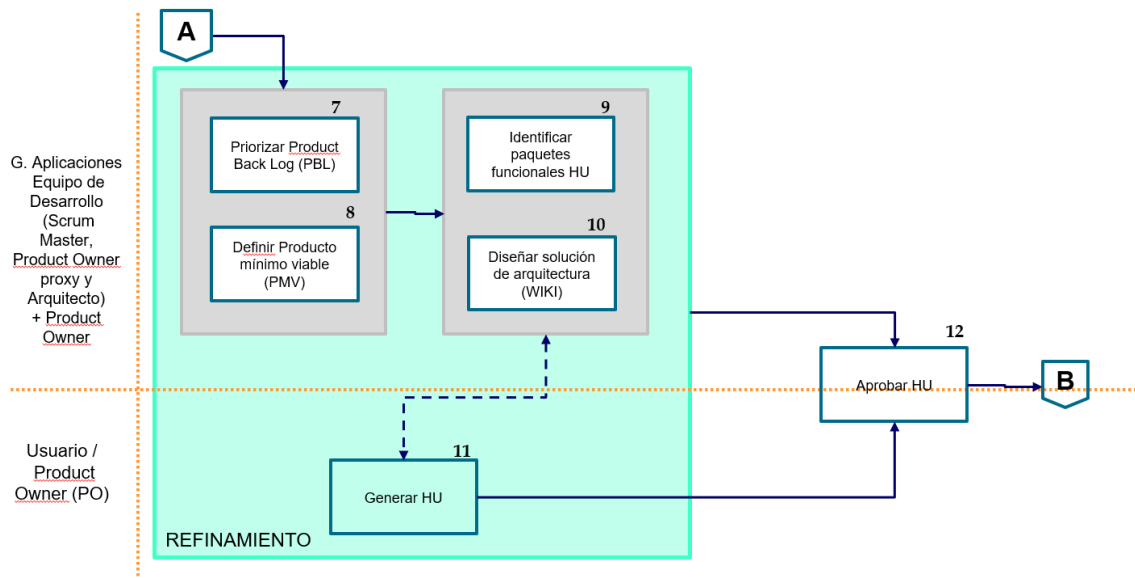 A
G. Aplicaciones
Equipo de
Desarrollo
(Scrum
Master,
Product Owner
proxy y
Arquitecto)
+ Product
Owner
7
Priorizar Product
Back Log (PBL)
8
Definir Producto
mínimo viable
(PMV)
9
Identificar
paquetes
funcionales HU
10
Diseñar solución
de arquitectura
(WIKI)
12
Aprobar HU
B
Usuario /
Product
Owner (PO)
11
Generar HU
REFINAMIENTO